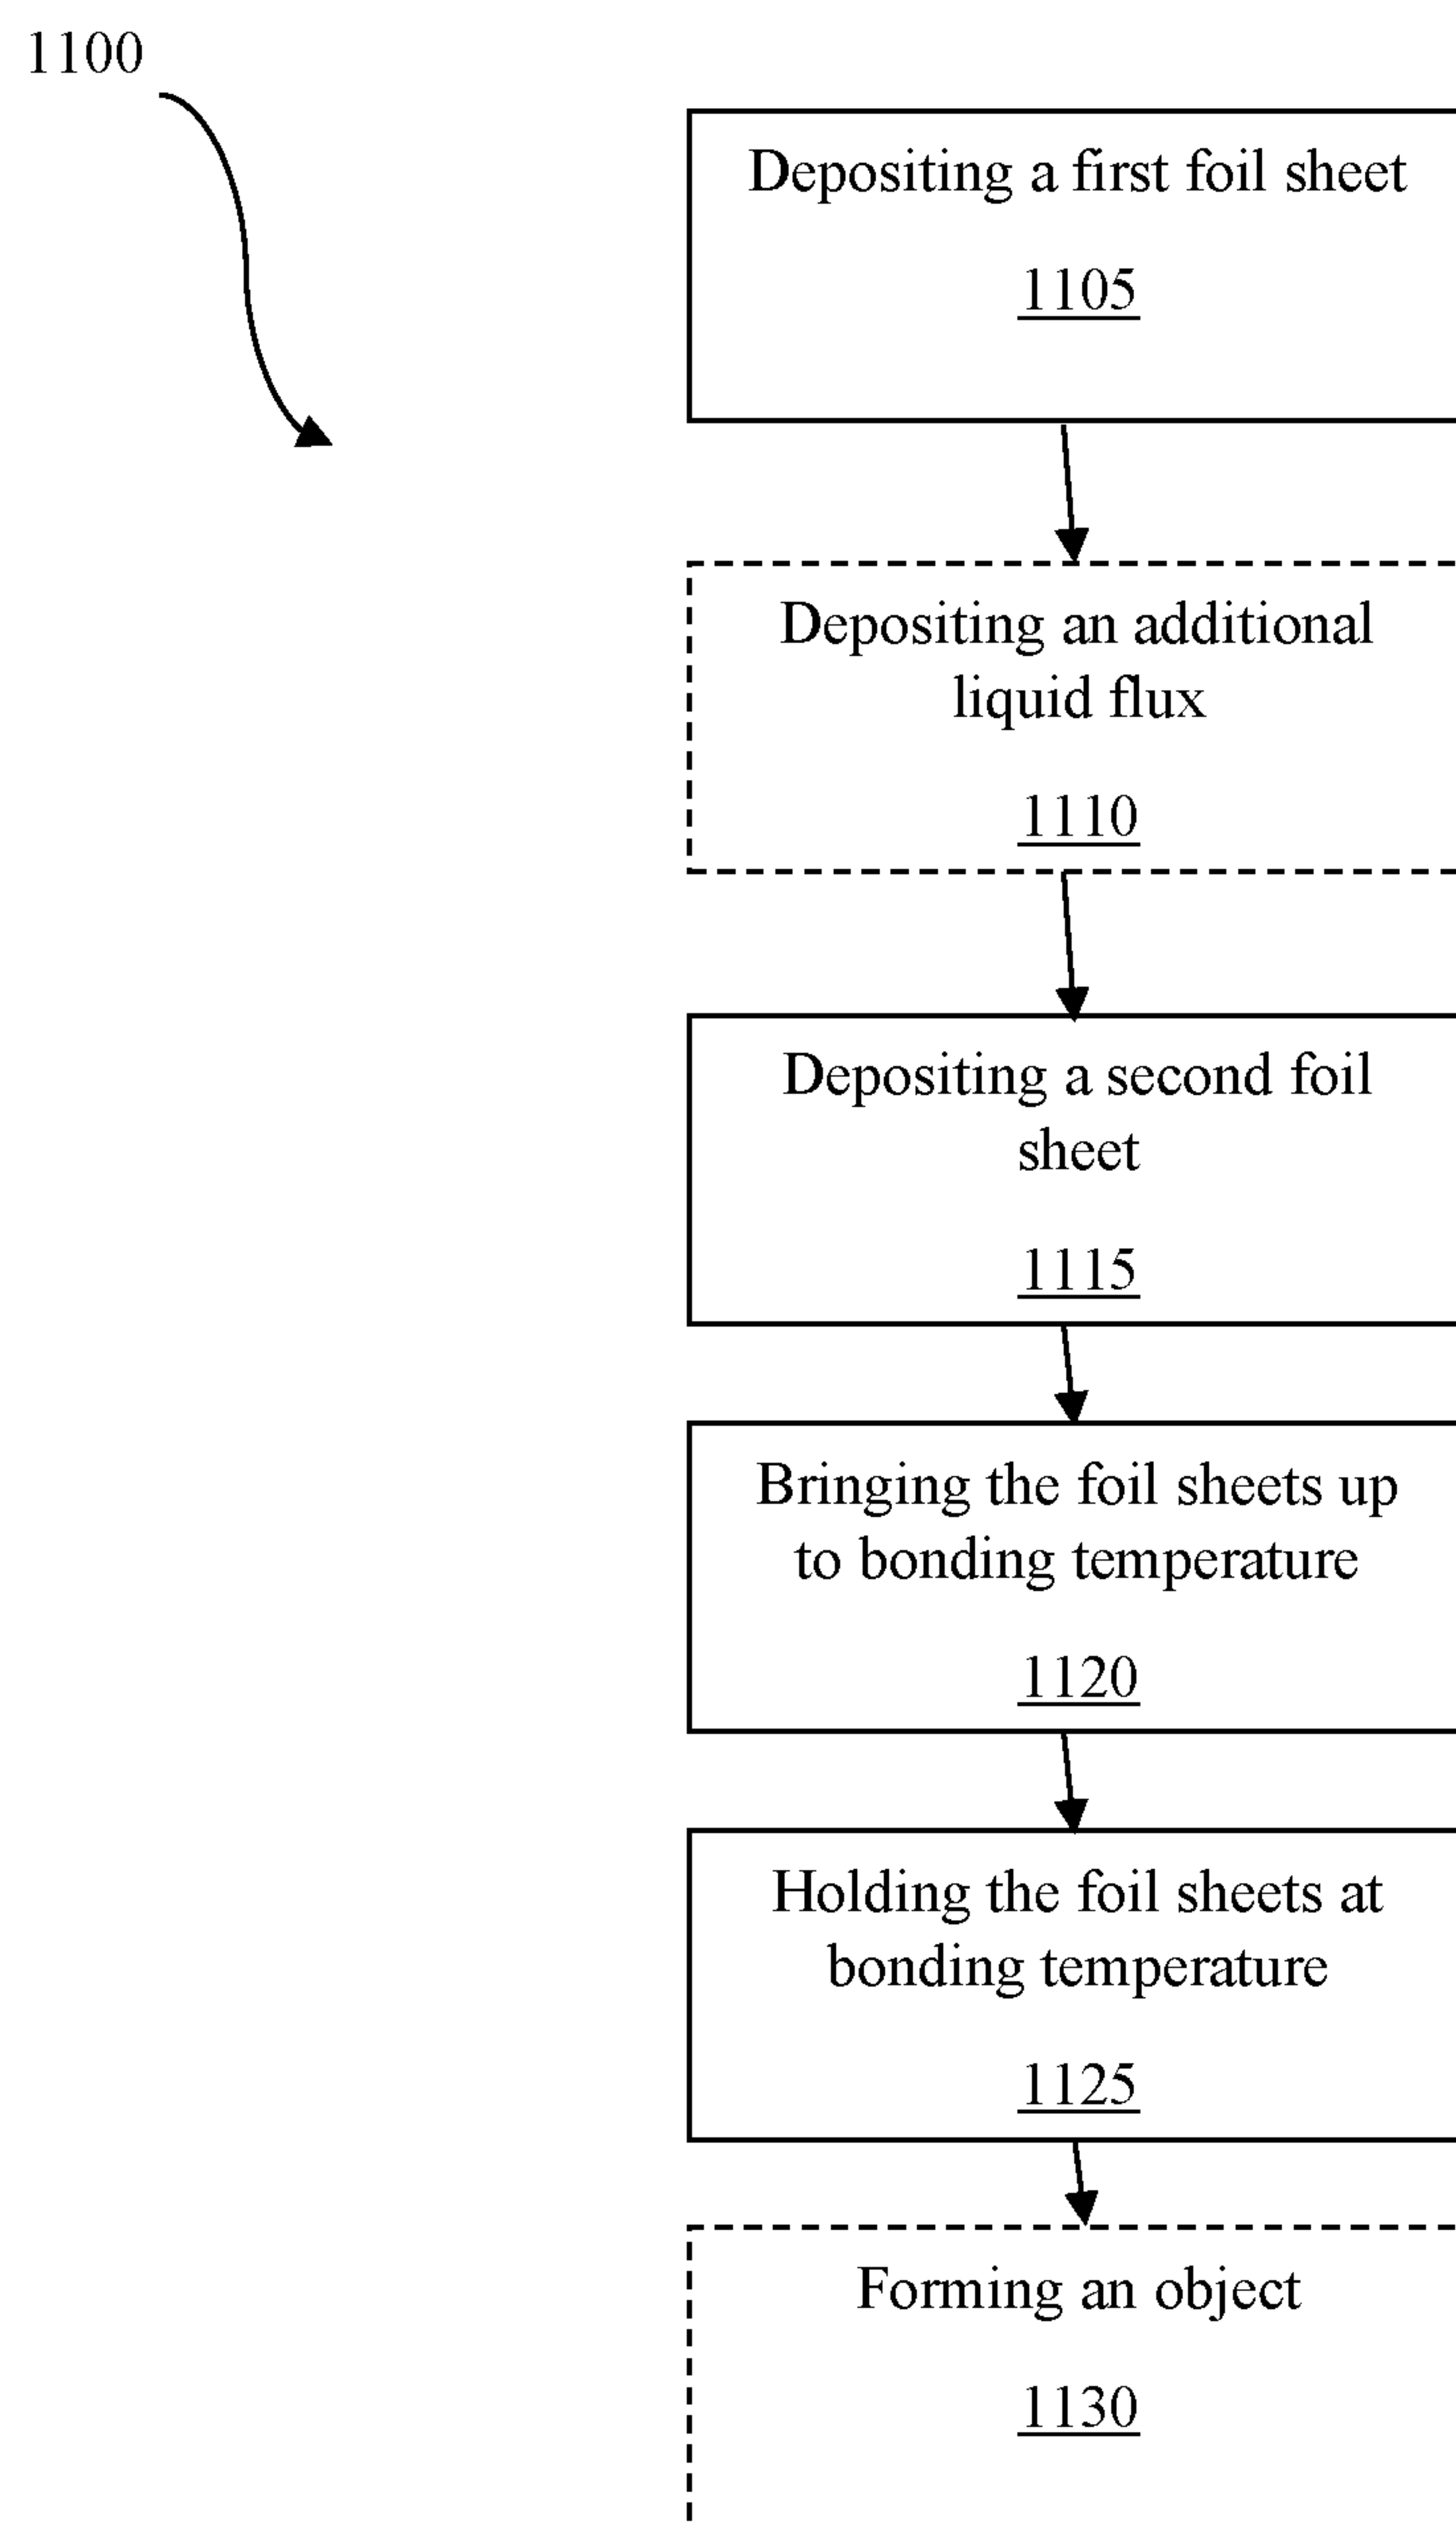 1100
Depositing a first foil sheet
1105
Depositing an additional
liquid flux
1110
Depositing a second foil
sheet
1115
Bringing the foil sheets up
to bonding temperature
1120
Holding the foil sheets at
bonding temperature
1125
Forming an object
1130